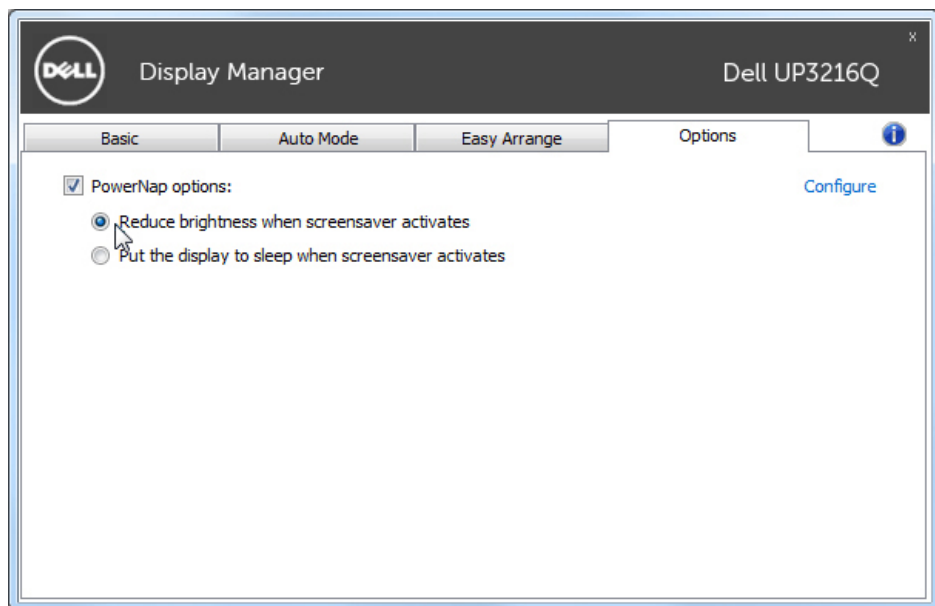 x
DELL
Display Manager
Dell UP3216Q
Basic
Auto Mode
Easy Arrange
Options
i
PowerNap options:
Configure
Reduce brightness when screensaver activates
Put the display to sleep when screensaver activates